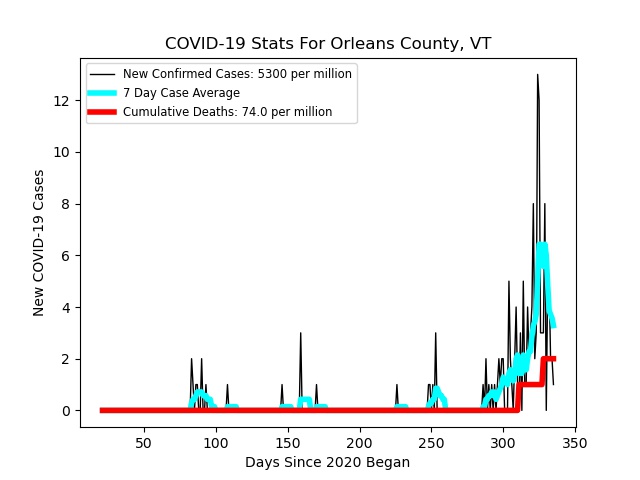 COVID-19 Stats For Orleans County, VT
New Confirmed Cases: 5300 per million
7 Day Case Average
Cumulative Deaths: 74.0 per million
New COVID-19 Cases
12
10
8
6
4
2
0
50 100 150 200 250 300 350
Days Since 2020 Began